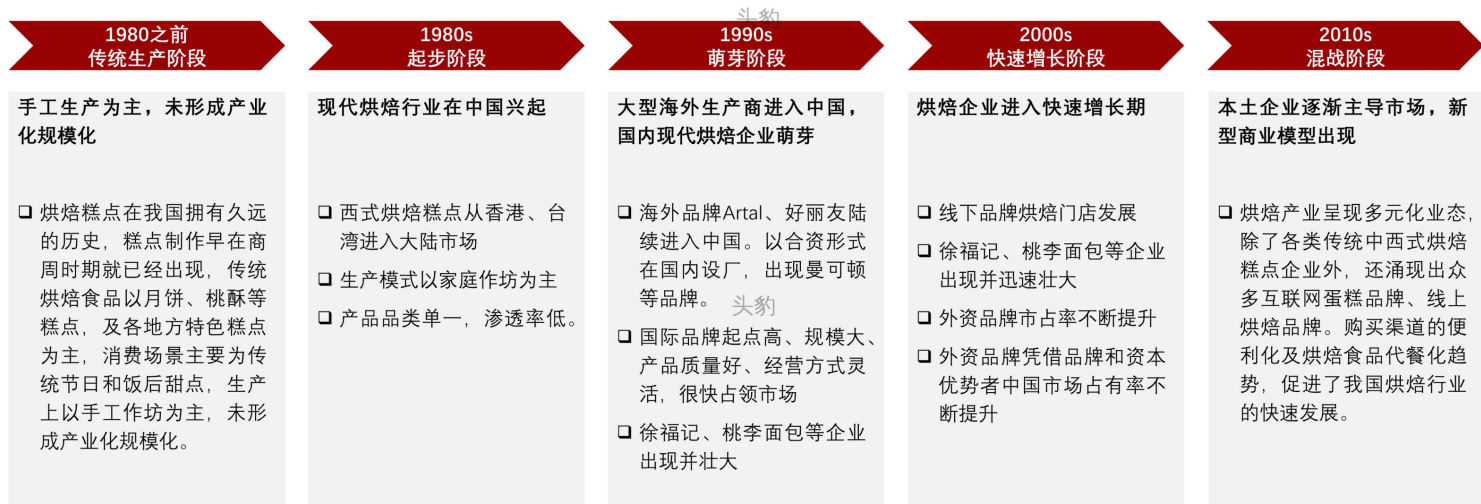 头豹
1980之前
传统生产阶段
手工生产为主，未形成产业
化规模化
❑ 烘焙糕点在我国拥有久远
的历史，糕点制作早在商
周时期就已经出现，传统
烘焙食品以月饼、桃酥等
糕点，及各地方特色糕点
为主，消费场景主要为传
统节日和饭后甜点，生产
上以手工作坊为主，未形
成产业化规模化。
1980s
起步阶段
现代烘焙行业在中国兴起
❑ 西式烘焙糕点从香港、台
湾进入大陆市场
❑ 生产模式以家庭作坊为主
❑ 产品品类单一，渗透率低。
1990s
萌芽阶段
大型海外生产商进入中国，
国内现代烘焙企业萌芽
❑ 海外品牌Artal、好丽友陆
续进入中国。以合资形式
在国内设厂，出现曼可顿
等品牌。
头豹
❑ 国际品牌起点高、规模大、
产品质量好、经营方式灵
活，很快占领市场
❑ 徐福记、桃李面包等企业
出现并壮大
2000s
快速增长阶段
烘焙企业进入快速增长期
❑ 线下品牌烘焙门店发展
❑ 徐福记、桃李面包等企业
出现并迅速壮大
❑ 外资品牌市占率不断提升
❑ 外资品牌凭借品牌和资本
优势者中国市场占有率不
断提升
2010s
混战阶段
本土企业逐渐主导市场，新
型商业模型出现
❑ 烘焙产业呈现多元化业态，
除了各类传统中西式烘焙
糕点企业外，还涌现出众
多互联网蛋糕品牌、线上
烘焙品牌。购买渠道的便
利化及烘焙食品代餐化趋
势，促进了我国烘焙行业
的快速发展。